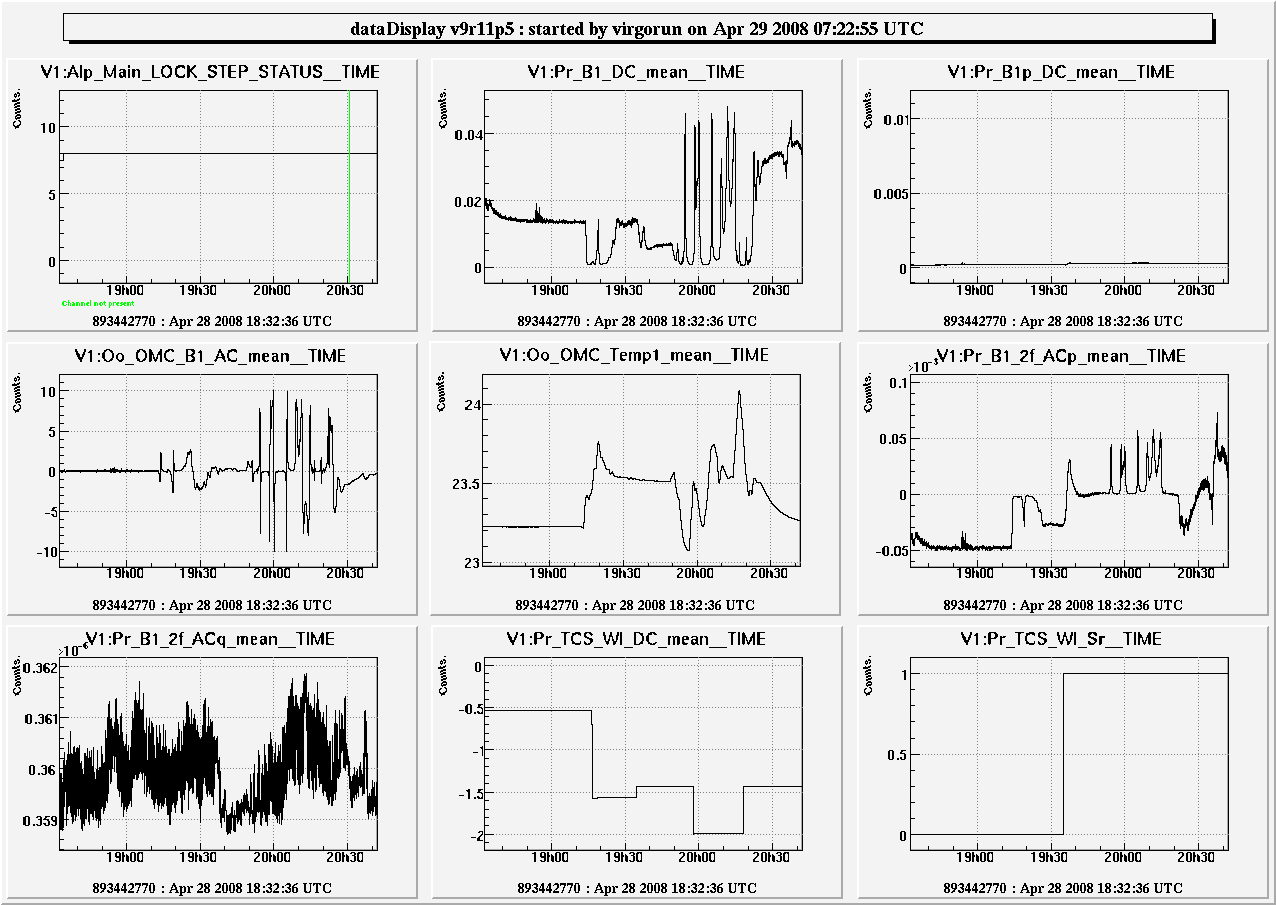 dataDisplay v9r11p5 : started by virgorun on Apr 29 2008 07:22:55 UTC
V1:Alp_Main_LOCK_STEP_STATUS__TIME
Counts.
10
5
0
19h00 19h30 20h00 20h30
Channel not present
893442770 : Apr 28 2008 18:32:36 UTC
V1:Pr_B1_DC_mean__TIME
Counts.
0.04
0.02
0
19h00 19h30 20h00 20h30
893442770 : Apr 28 2008 18:32:36 UTC
V1:Pr_B1p_DC_mean__TIME
Counts.
0.01
0.005
0
19h00 19h30 20h00 20h30
893442770 : Apr 28 2008 18:32:36 UTC
V1:Oo_OMC_B1_AC_mean__TIME
Counts.
10
5
0
-5
-10
19h00 19h30 20h00 20h30
893442770 : Apr 28 2008 18:32:36 UTC
V1:Oo_OMC_Temp1_mean__TIME
Counts.
24
23.5
23
19h00 19h30 20h00 20h30
893442770 : Apr 28 2008 18:32:36 UTC
V1:Pr_B1_2f_ACp_mean__TIME
Counts.
0.1
0.05
0
-0.05
19h00 19h30 20h00 20h30
893442770 : Apr 28 2008 18:32:36 UTC
V1:Pr_B1_2f_ACq_mean__TIME
Counts.
0.362
0.361
0.36
0.359
19h00 19h30 20h00 20h30
893442770 : Apr 28 2008 18:32:36 UTC
V1:Pr_TCS_WI_DC_mean__TIME
Counts.
0
-0.5
-1
-1.5
-2
19h00 19h30 20h00 20h30
893442770 : Apr 28 2008 18:32:36 UTC
V1:Pr_TCS_WI_Sr__TIME
Counts.
1
0.5
0
19h00 19h30 20h00 20h30
893442770 : Apr 28 2008 18:32:36 UTC